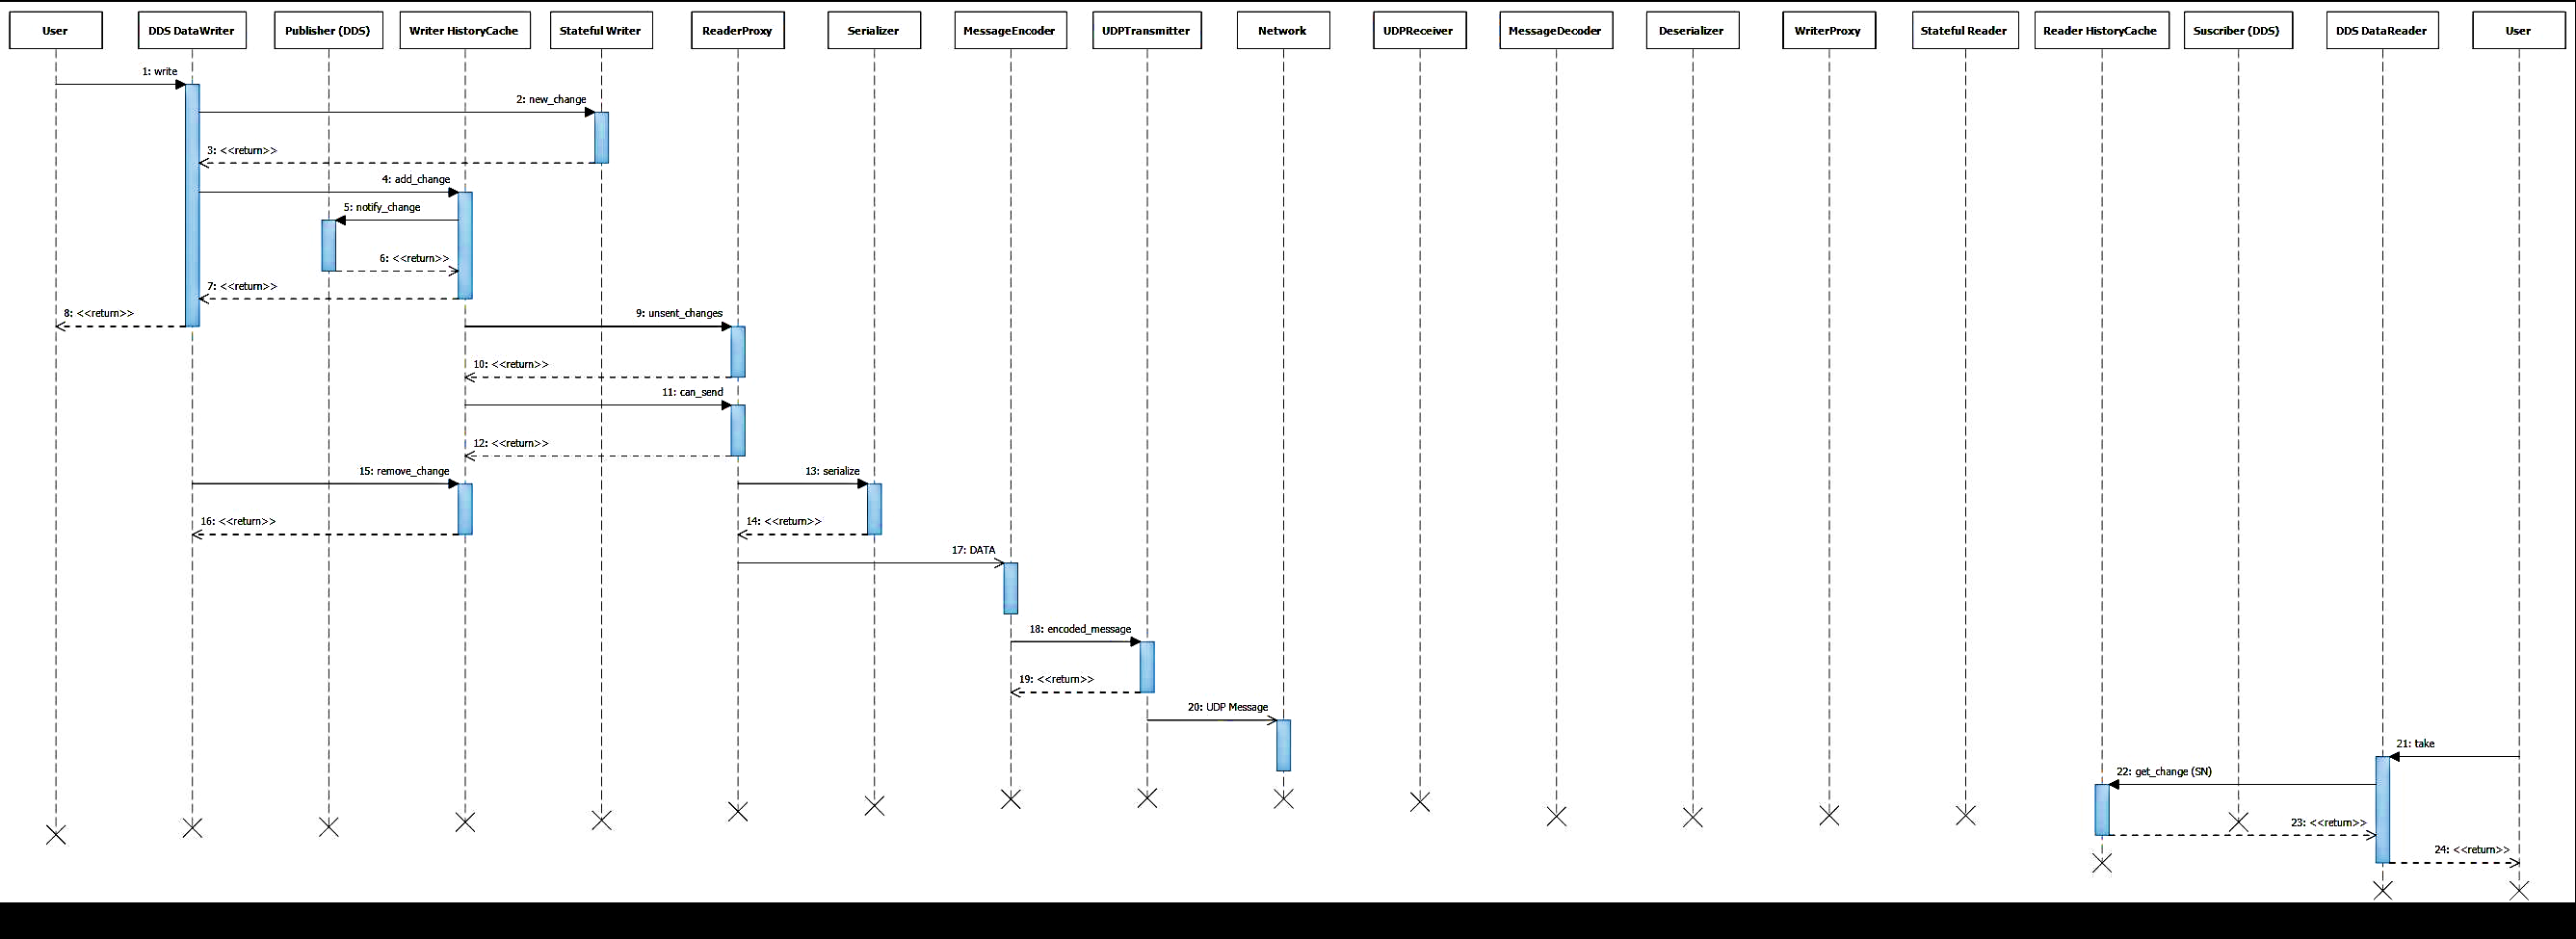 User
DDS DataWriter
Publisher (DDS)
Writer HistoryCache
Stateful Writer
ReaderProxy
Serializer
MessageEncoder
UDPTransmitter
Network
UDPReceiver
MessageDecoder
Deserializer
WriterProxy
Stateful Reader
Reader HistoryCache
Suscriber (DDS)
DDS DataReader
User
1: write
2: new_change
3: <<return>>
4: add_change
5: notify_change
6: <<return>>
7: <<return>>
8: <<return>>
9: unsent_changes
10: <<return>>
11: can_send
12: <<return>>
15: remove_change
13: serialize
16: <<return>>
14: <<return>>
17: DATA
18: encoded_message
19: <<return>>
20: UDP Message
21: take
22: get_change (SN)
23: <<return>>
24: <<return>>